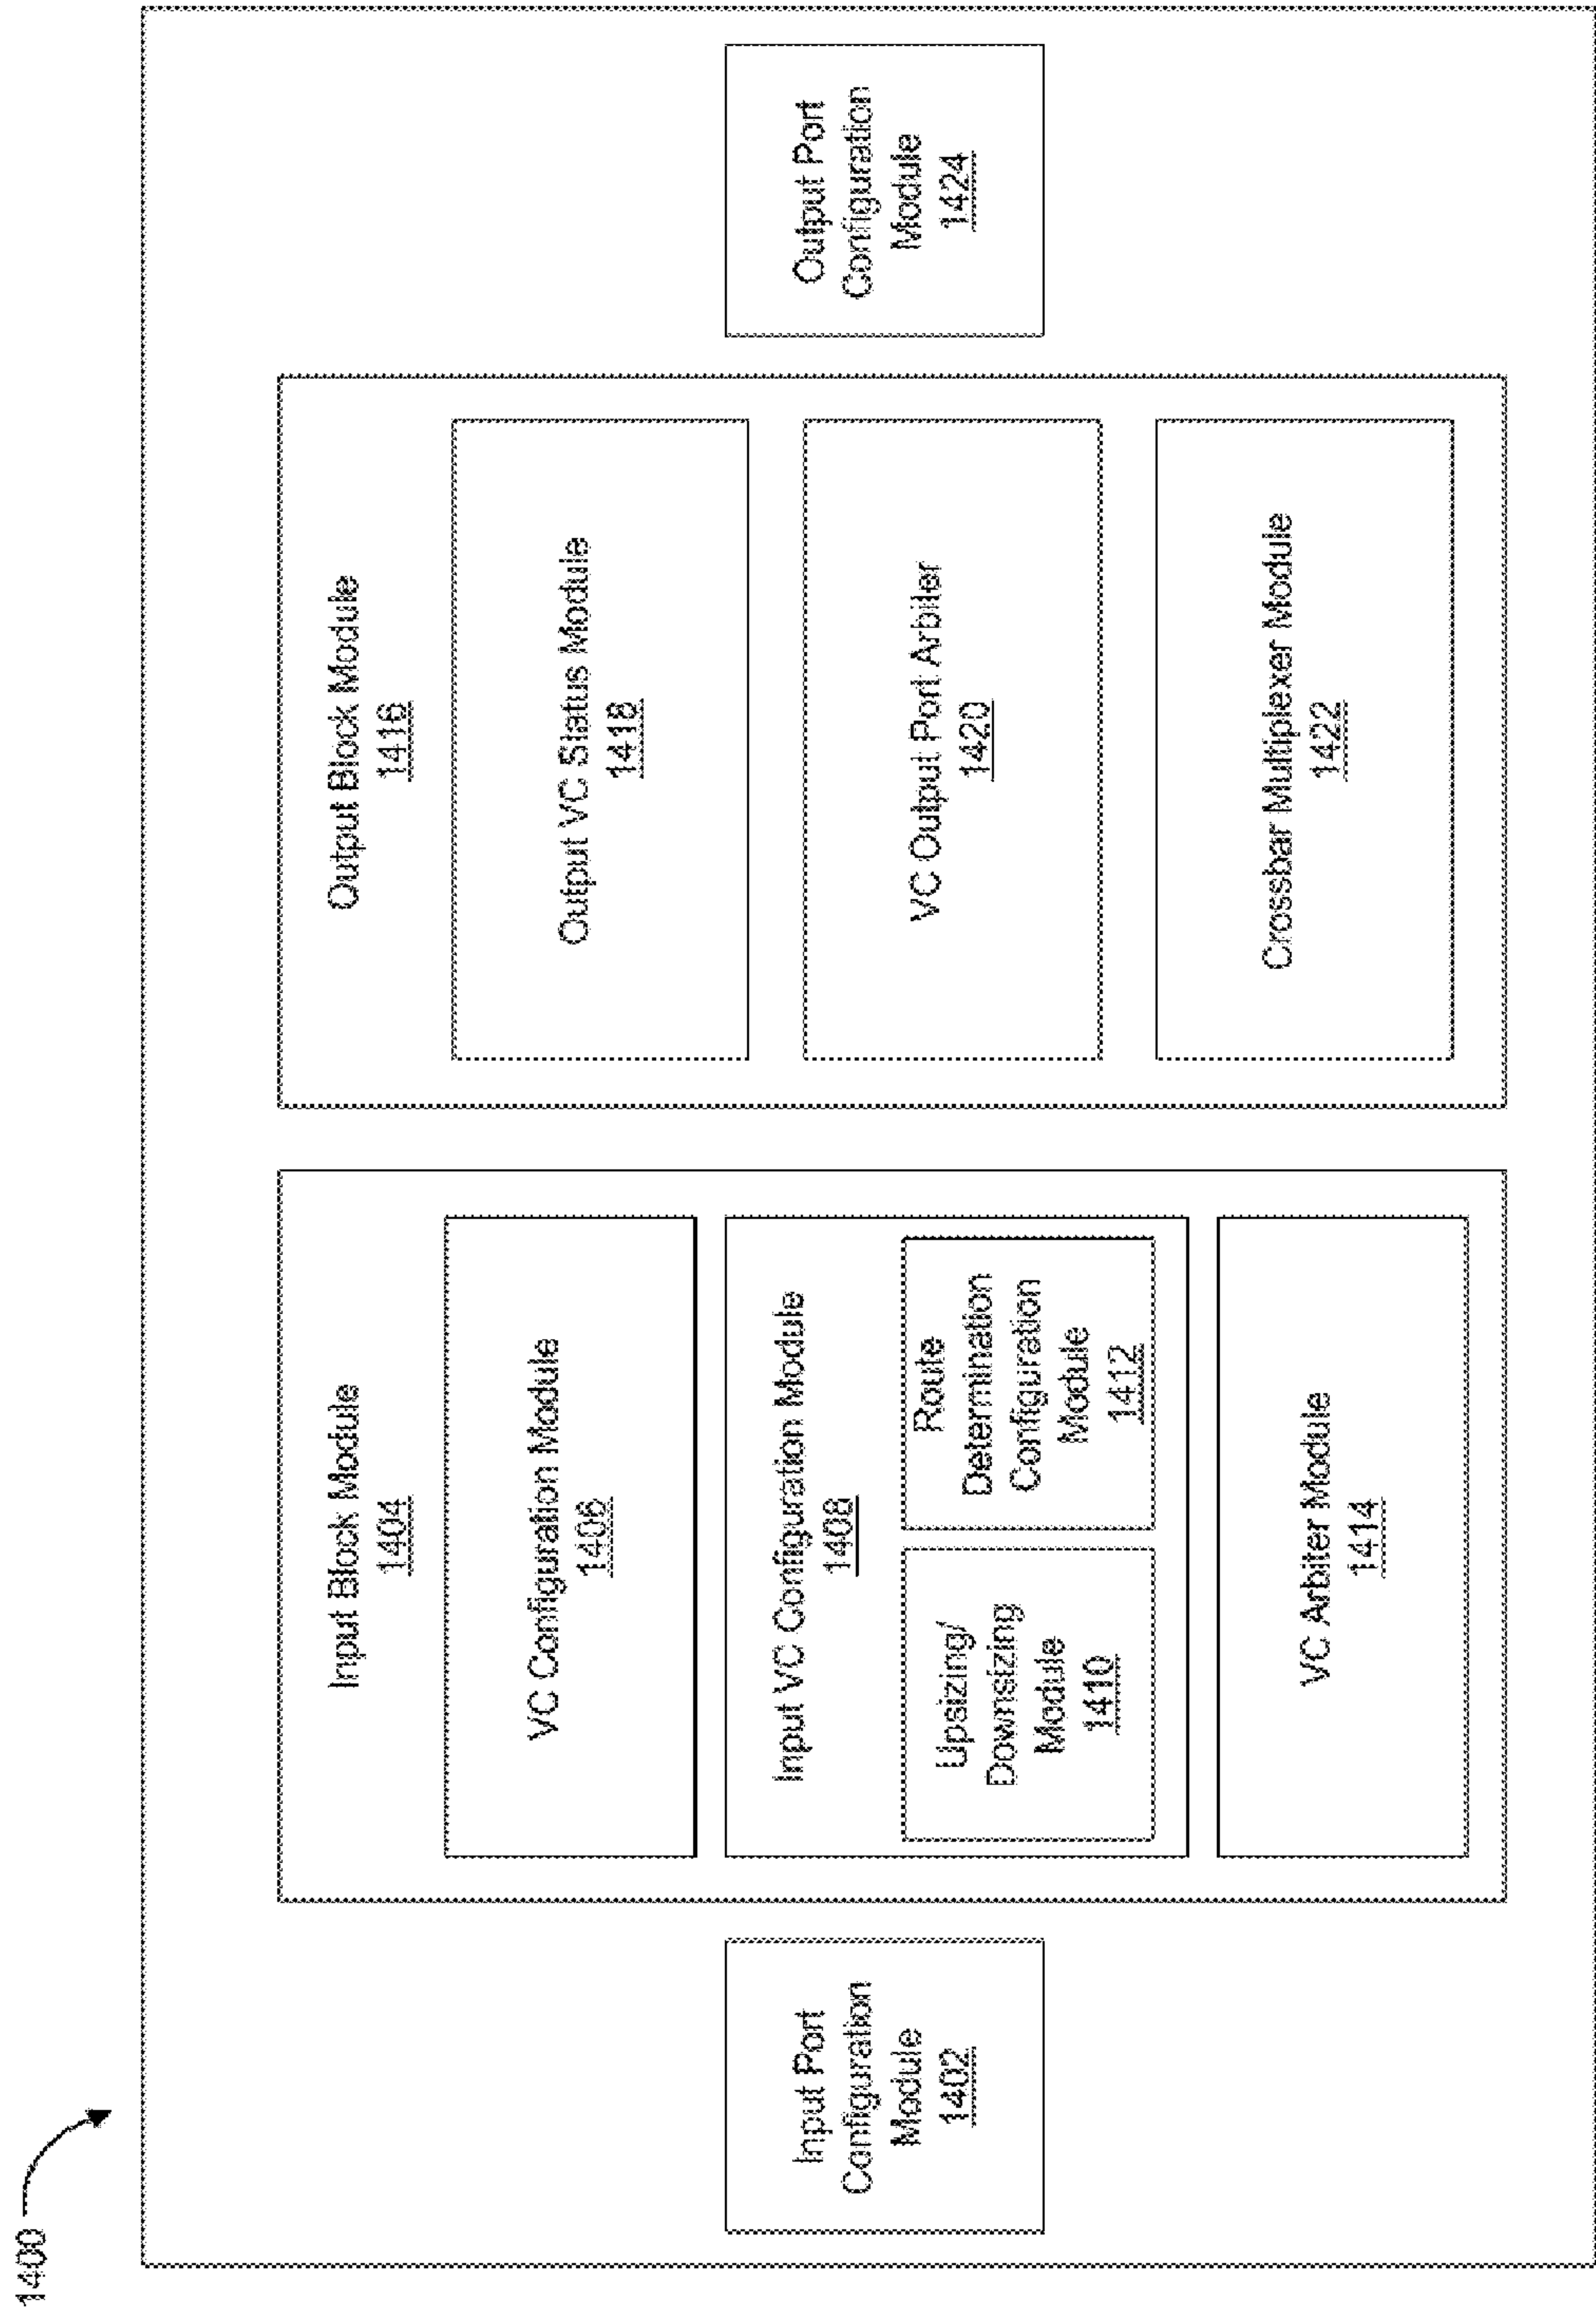 1400
Input Port
Configuration
Module
1402
Input Block Module
1404
VC Configuration Module
1406
Input VC Configuration Module
1408
Upsizing/
Downsizing
Module
1410
Route
Determination
Configuration
Module
1412
VC Arbiter Module
1414
Output Block Module
1416
Output VC Status Module
1418
VC Output Port Arbiter
1420
Crossbar Multiplexer Module
1422
Output Port
Configuration
Module
1424